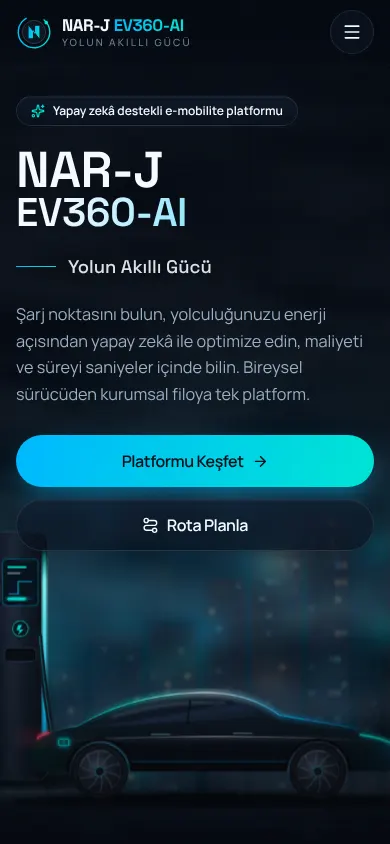 NAR-J EV360-AI
YOLUN AKILLI GÜCÜ
Yapay zekâ destekli e-mobilite platformu
NAR-J
EV360-AI
Yolun Akıllı Gücü
Şarj noktasını bulun, yolculuğunuzu enerji
açısından yapay zekâ ile optimize edin, maliyeti
ve süreyi saniyeler içinde bilin. Bireysel
sürücüden kurumsal filoya tek platform.
Platformu Keşfet →
Rota Planla